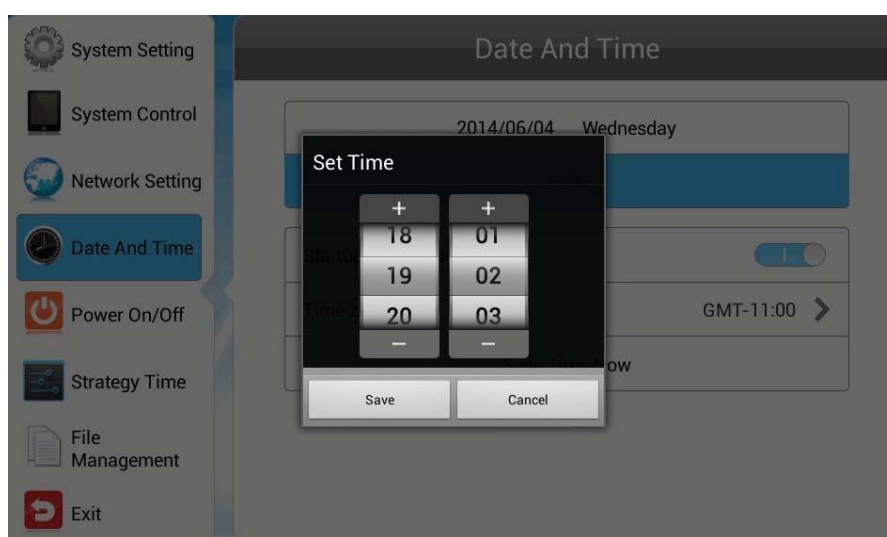 System Setting
System Control
Network Setting
Date And Time
Power On/Off
Strategy Time
File
Management
Exit
Date And Time
2014/06/04 Wednesday
Set Time
+ +
18 01
19 02
20 03
− −
Save Cancel
GMT-11:00